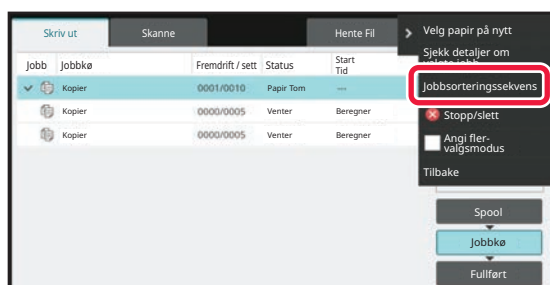 Skriv ut
Skanne
Hente Fil
Velg papir på nytt
Sjekk detaljer om
valgte jobb
Jobb Jobbkø Fremdrift / sett Status Start
Tid
Jobbsorteringssekvens
Kopier 0001/0010 Papir Tom ---
Kopier 0000/0005 Venter Beregner
Stopp/slett
Kopier 0000/0005 Venter Beregner
Angi fler-
valgsmodus
Tilbake
Spool
Jobbkø
Fullført